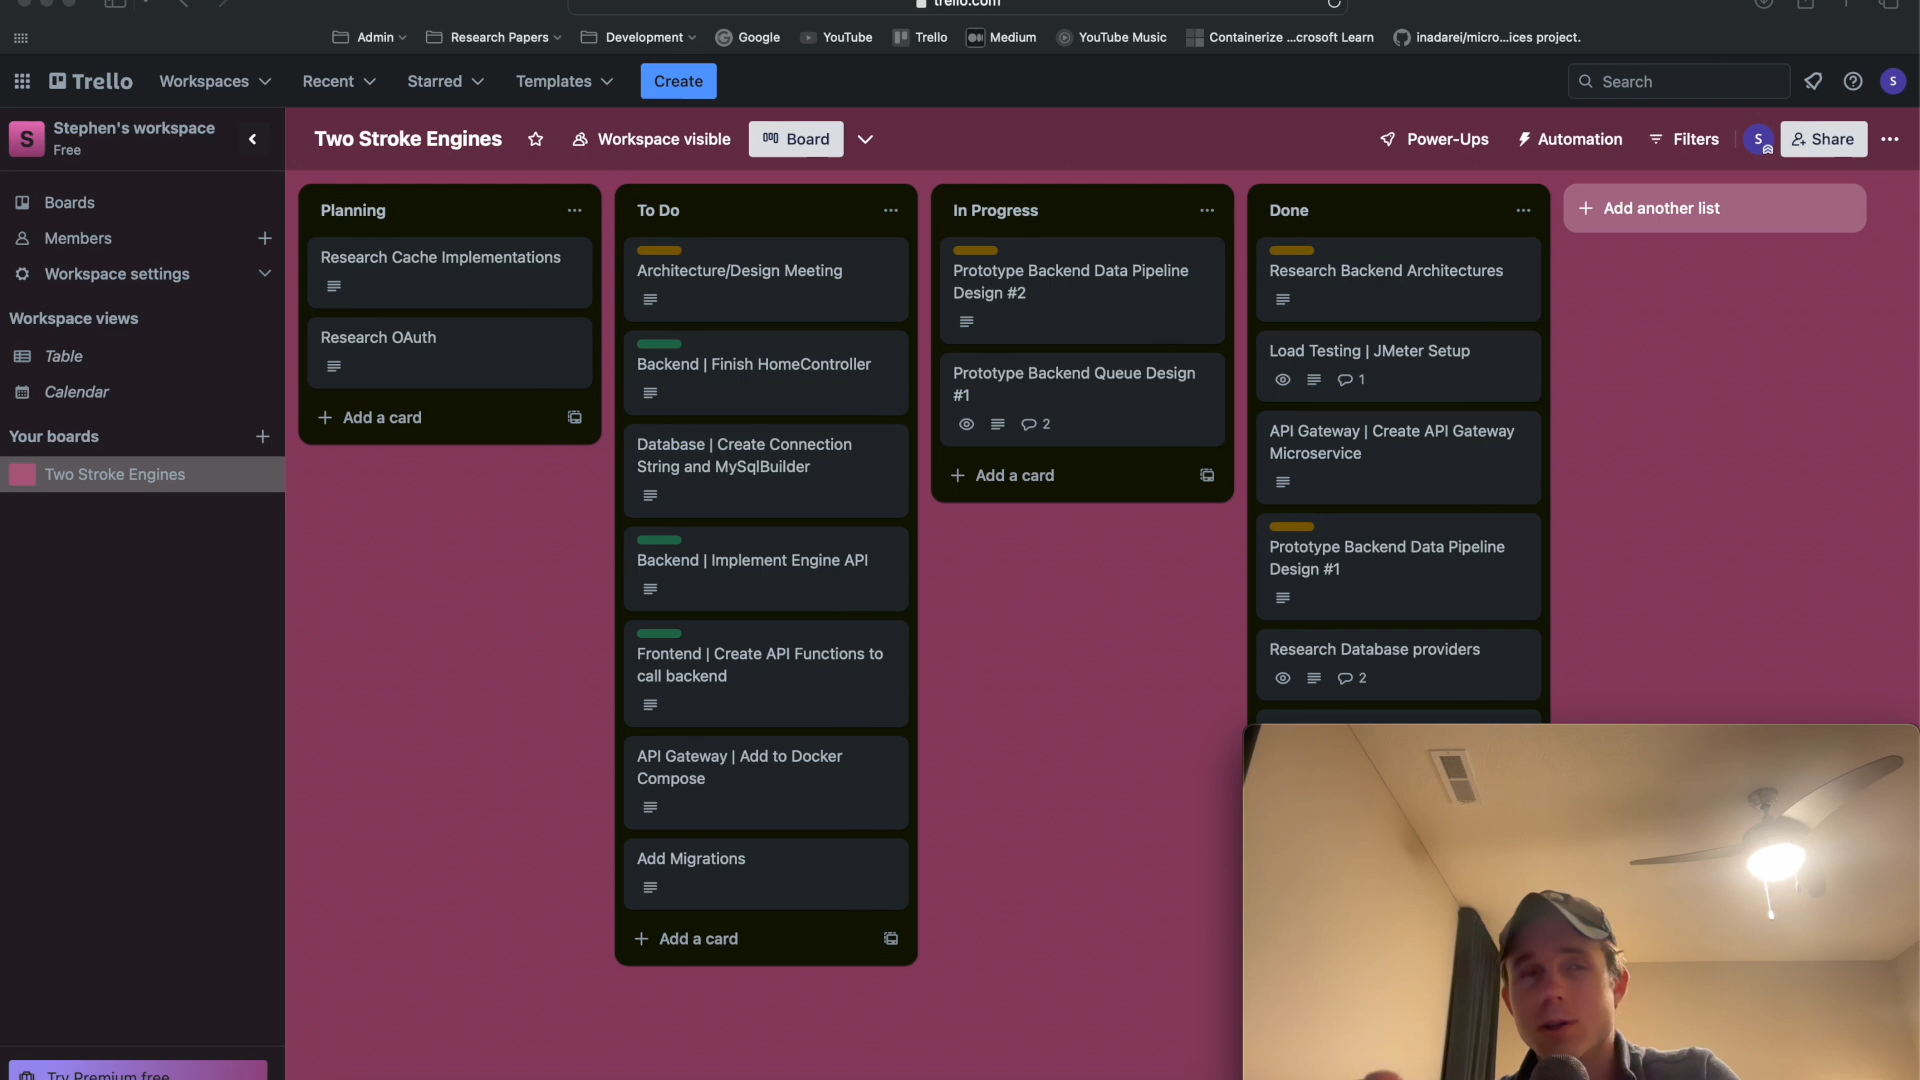 trello.com
Admin
Research Papers
Development
Google
YouTube
Trello
Medium
YouTube Music
Containerize ...crosoft Learn
inadarei/micro...ices project.
Trello
Workspaces
Recent
Starred
Templates
Create
Search
S
S
Stephen's workspace
Free
Two Stroke Engines
Workspace visible
Board
Power-Ups
Automation
Filters
S
Share
Boards
Members
Workspace settings
Workspace views
Table
Calendar
Your boards
Two Stroke Engines
Try Premium free
Planning
Research Cache Implementations
Research OAuth
Add a card
To Do
Architecture/Design Meeting
Backend | Finish HomeController
Database | Create Connection
String and MySqlBuilder
Backend | Implement Engine API
Frontend | Create API Functions to
call backend
API Gateway | Add to Docker
Compose
Add Migrations
Add a card
In Progress
Prototype Backend Data Pipeline
Design #2
Prototype Backend Queue Design
#1
2
Add a card
Done
Research Backend Architectures
Load Testing | JMeter Setup
1
API Gateway | Create API Gateway
Microservice
Prototype Backend Data Pipeline
Design #1
Research Database providers
2
Add another list